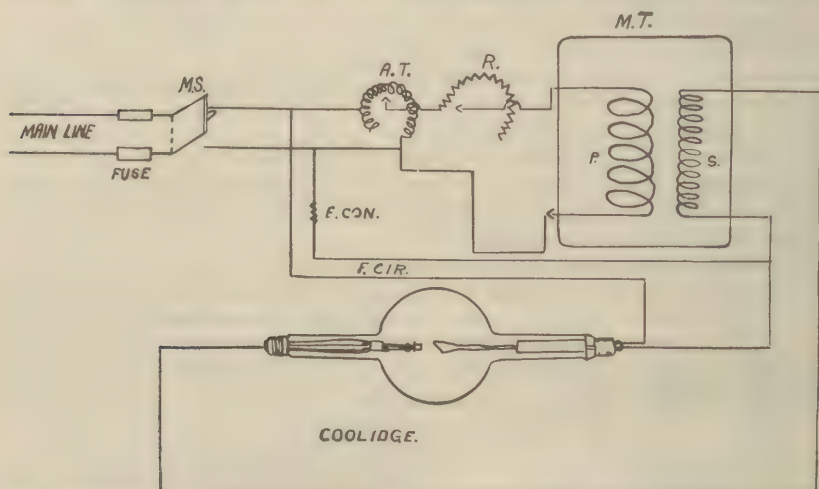 M.T.
A.T.
R.
M.S.
MAIN LINE
FUSE
P.
S.
F.CON.
F.CIR.
COOLIDGE.